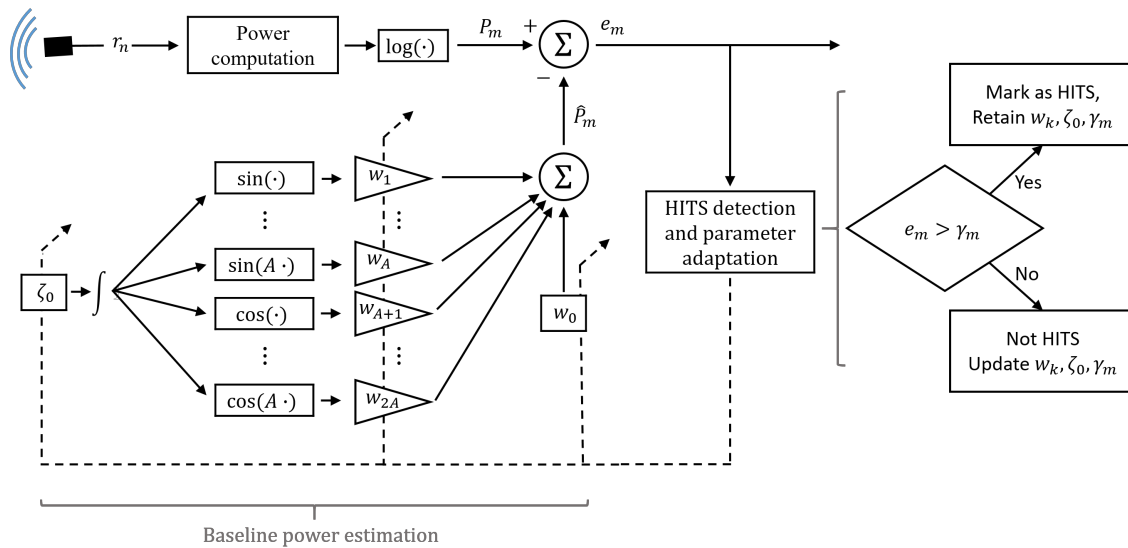 r_n
Power
computation
log(·)
P_m
+
Σ
−
e_m
P̂_m
Mark as HITS,
Retain w_k, ζ_0, γ_m
Yes
e_m > γ_m
No
Not HITS
Update w_k, ζ_0, γ_m
HITS detection
and parameter
adaptation
sin(·)
w_1
Σ
⋮
⋮
sin(A ·)
w_A
ζ_0
∫
cos(·)
w_{A+1}
w_0
⋮
⋮
cos(A ·)
w_{2A}
Baseline power estimation